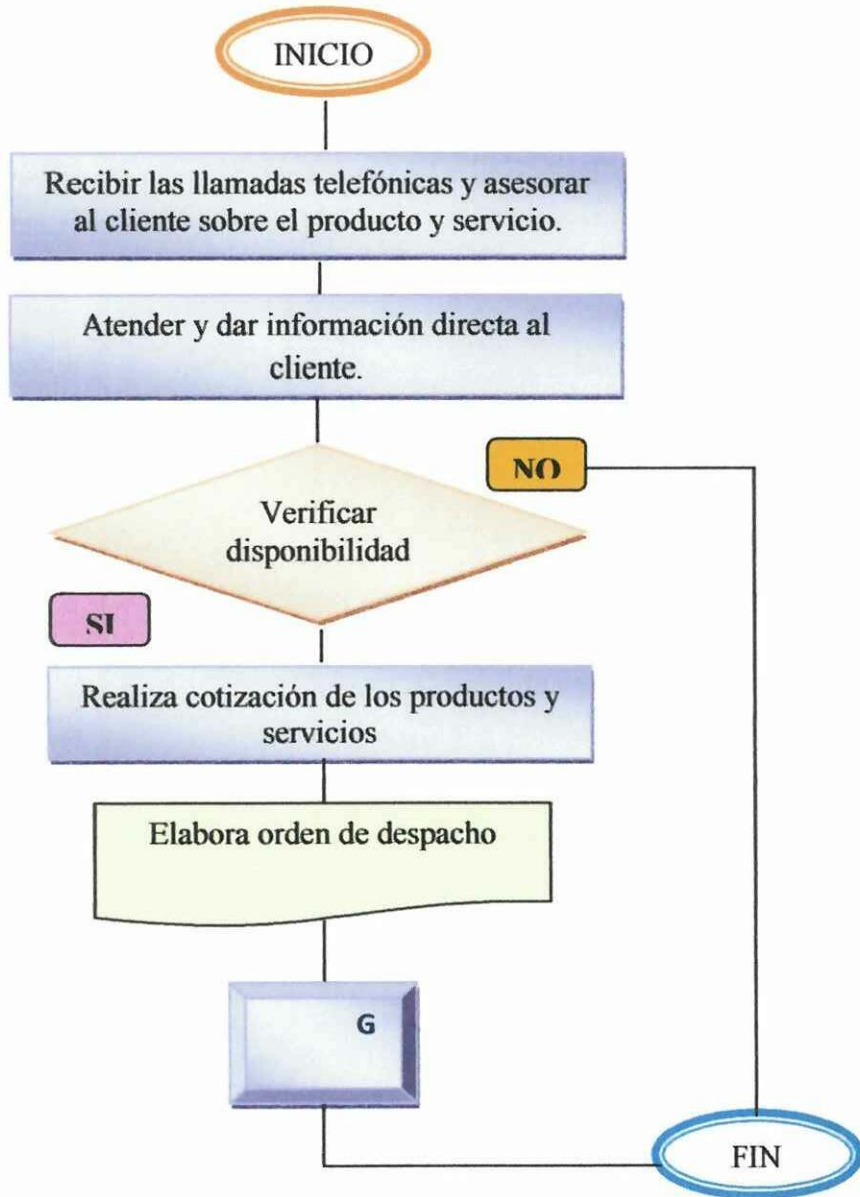 INICIO
Recibir las llamadas telefónicas y asesorar
al cliente sobre el producto y servicio.
Atender y dar información directa al
cliente.
NO
Verificar
disponibilidad
SI
Realiza cotización de los productos y
servicios
Elabora orden de despacho
G
FIN